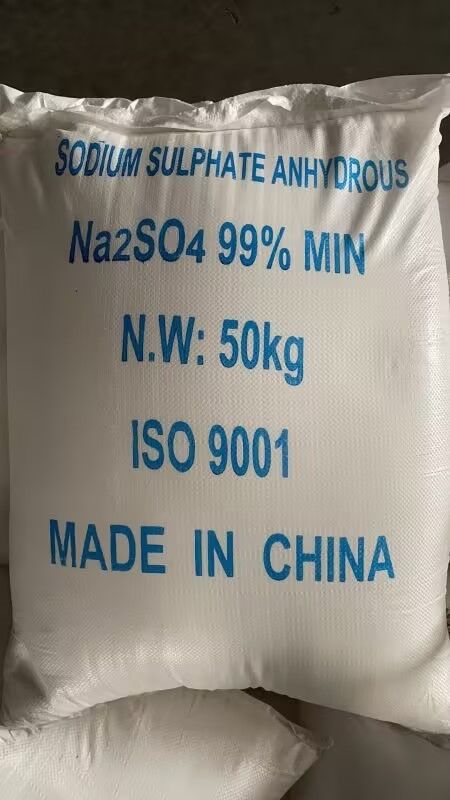 SODIUM SULPHATE ANHYDROUS
Na2SO4 99% MIN
N.W: 50kg
ISO 9001
MADE IN CHINA